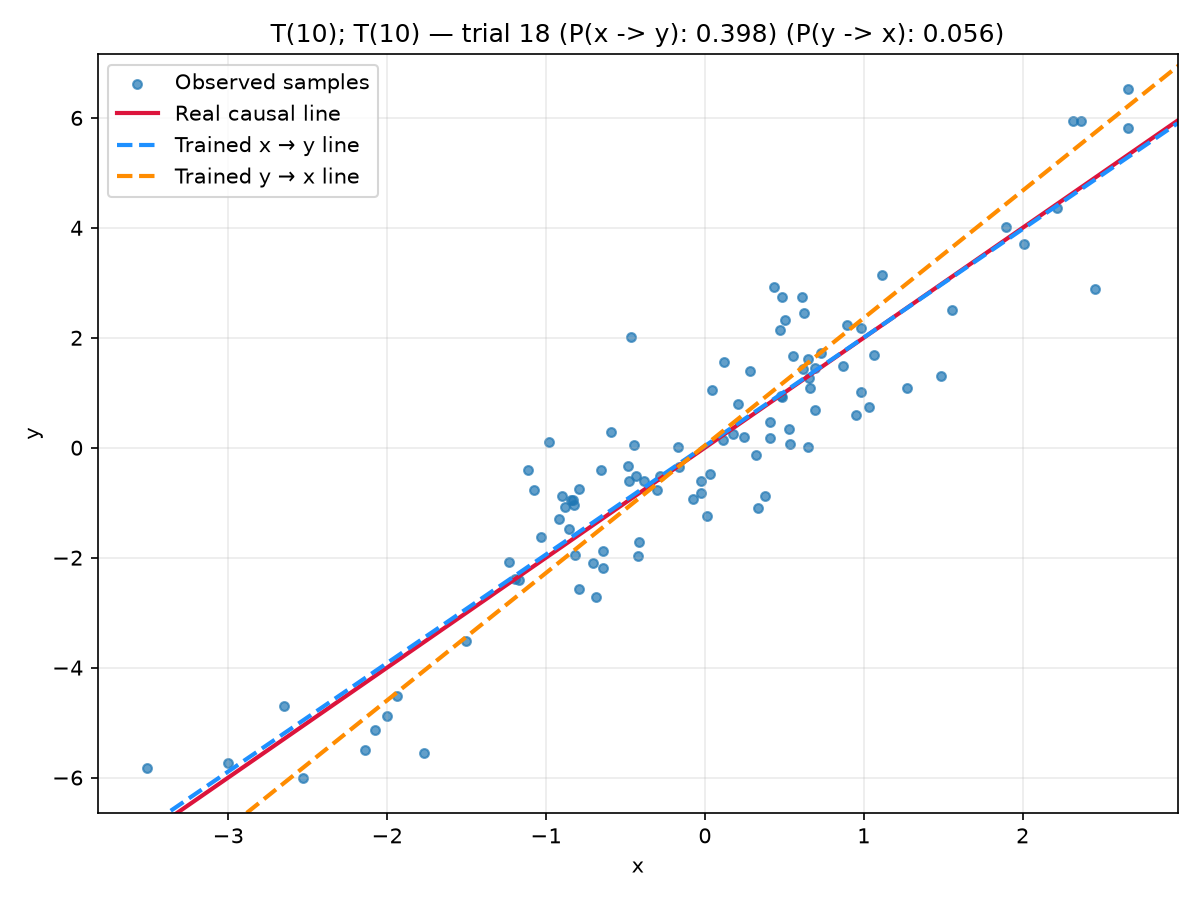 T(10); T(10) — trial 18 (P(x -> y): 0.398) (P(y -> x): 0.056)
Observed samples
Real causal line
Trained x → y line
Trained y → x line
6
4
2
0
−2
−4
−6
y
−3
−2
−1
0
1
2
x